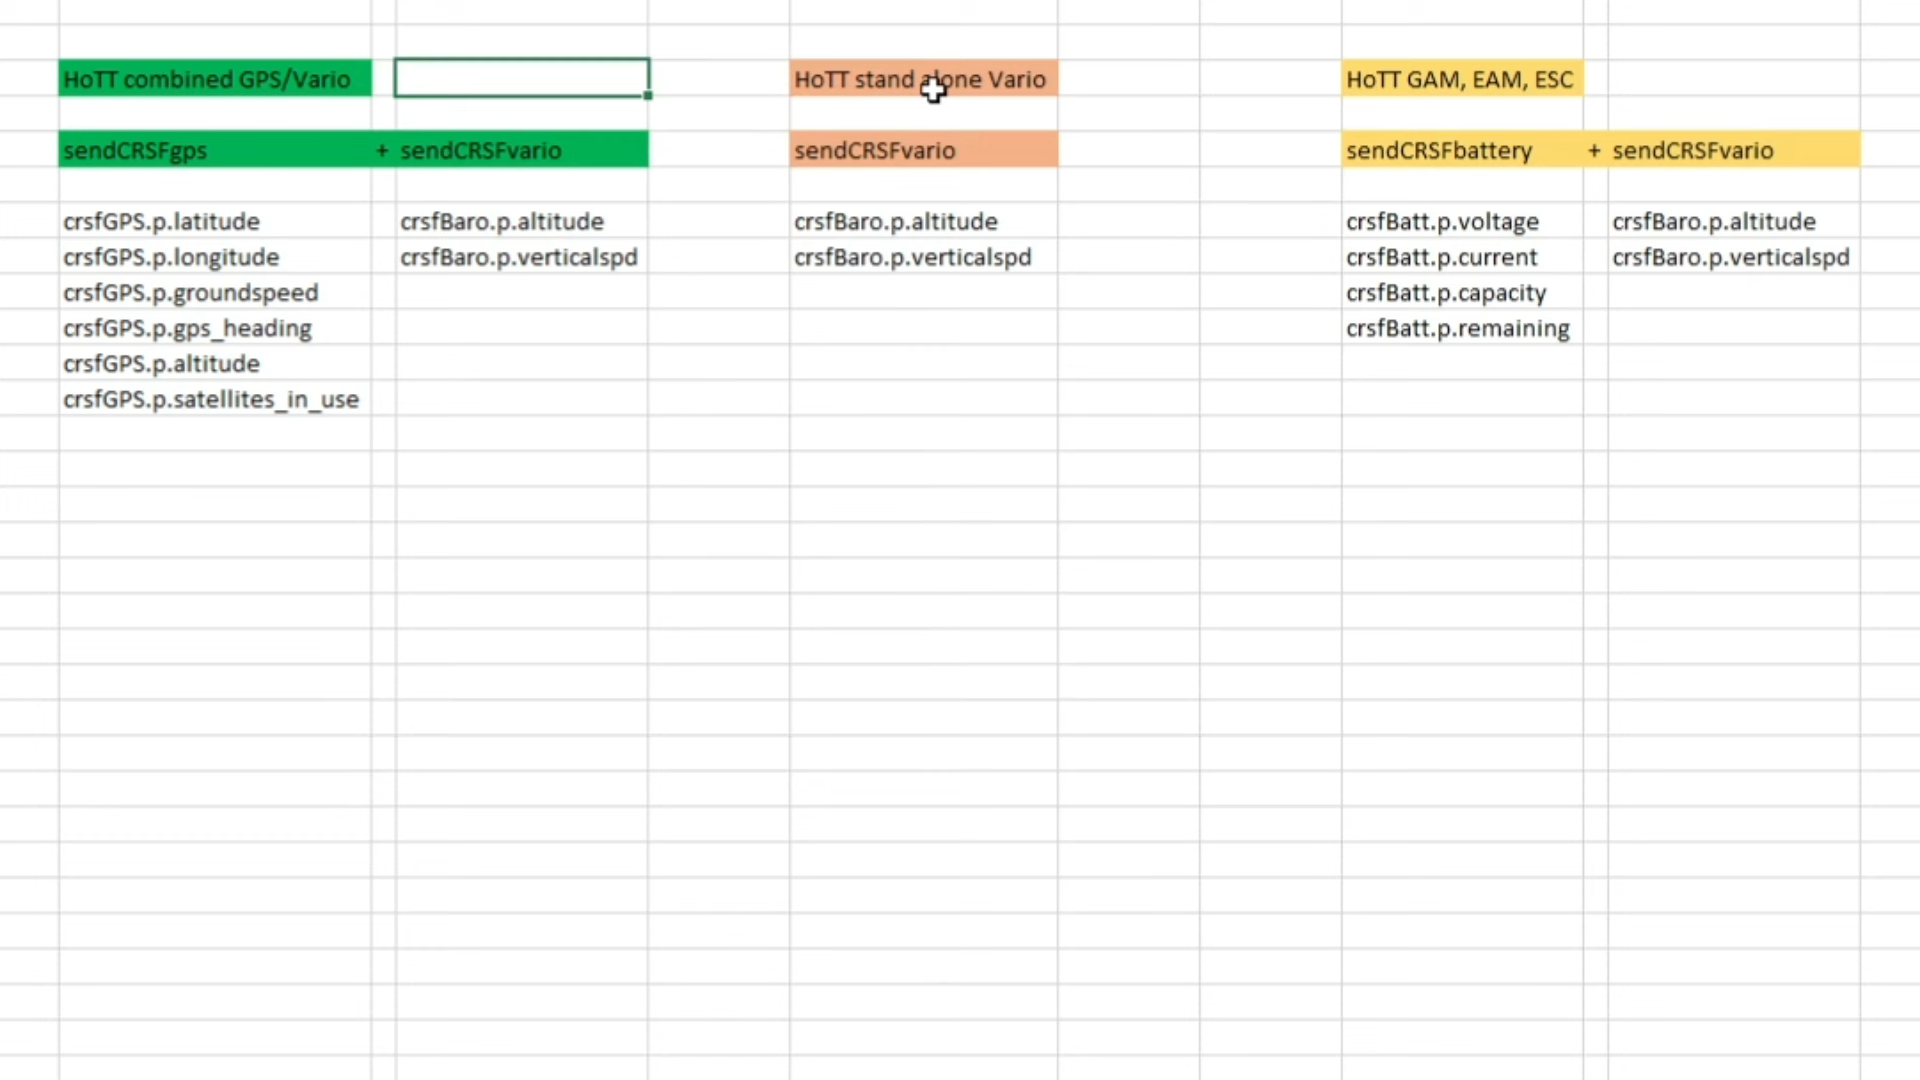 HoTT combined GPS/Vario
HoTT stand alone Vario
HoTT GAM, EAM, ESC
sendCRSFgps + sendCRSFvario
sendCRSFvario
sendCRSFbattery + sendCRSFvario
crsfGPS.p.latitude
crsfGPS.p.longitude
crsfGPS.p.groundspeed
crsfGPS.p.gps_heading
crsfGPS.p.altitude
crsfGPS.p.satellites_in_use
crsfBaro.p.altitude
crsfBaro.p.verticalspd
crsfBaro.p.altitude
crsfBaro.p.verticalspd
crsfBatt.p.voltage
crsfBatt.p.current
crsfBatt.p.capacity
crsfBatt.p.remaining
crsfBaro.p.altitude
crsfBaro.p.verticalspd